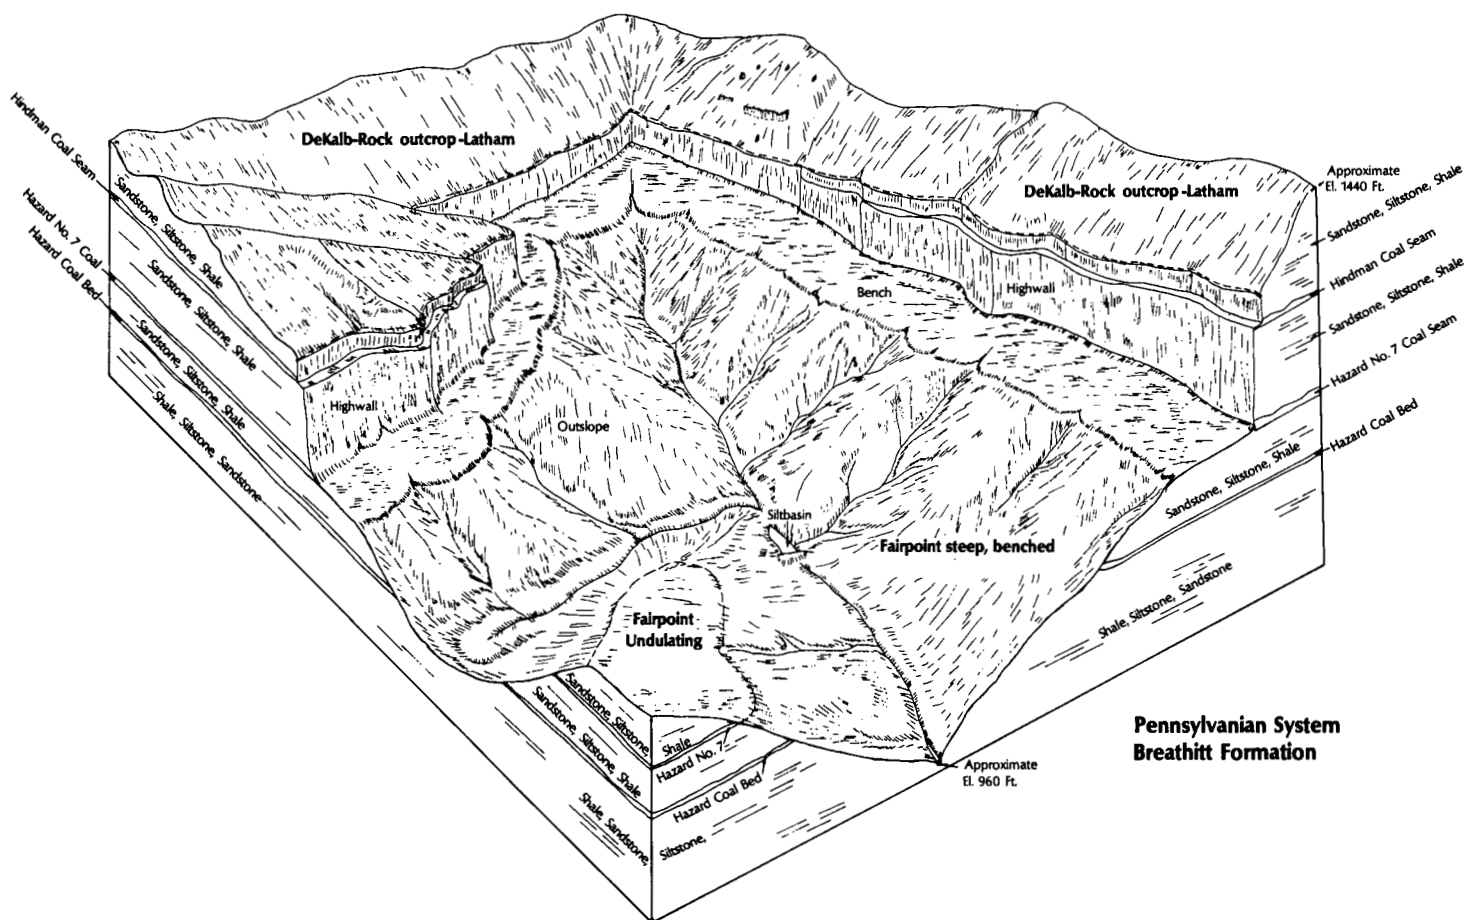 Hindman Coal Seam
Hazard No. 7 Coal
Hazard Coal Bed
DeKalb-Rock outcrop-Latham
DeKalb-Rock outcrop-Latham
Approximate
El. 1440 Ft.
Sandstone, Siltstone, Shale
Hindman Coal Seam
Sandstone, Siltstone, Shale
Hazard No. 7 Coal Seam
Hazard Coal Bed
Sandstone, Siltstone, Shale
Sandstone, Siltstone, Shale
Sandstone, Siltstone, Shale
Shale, Siltstone, Sandstone
Bench
Highwall
Highwall
Outslope
Siltbasin
Fairpoint steep, benched
Sandstone, Siltstone, Shale
Shale, Siltstone, Sandstone
Fairpoint
Undulating
Sandstone, Siltstone,
Shale
Sandstone, Siltstone, Shale
Hazard No. 7
Hazard Coal Bed
Shale, Sandstone,
Siltstone,
Approximate
El. 960 Ft.
Pennsylvanian System
Breathitt Formation